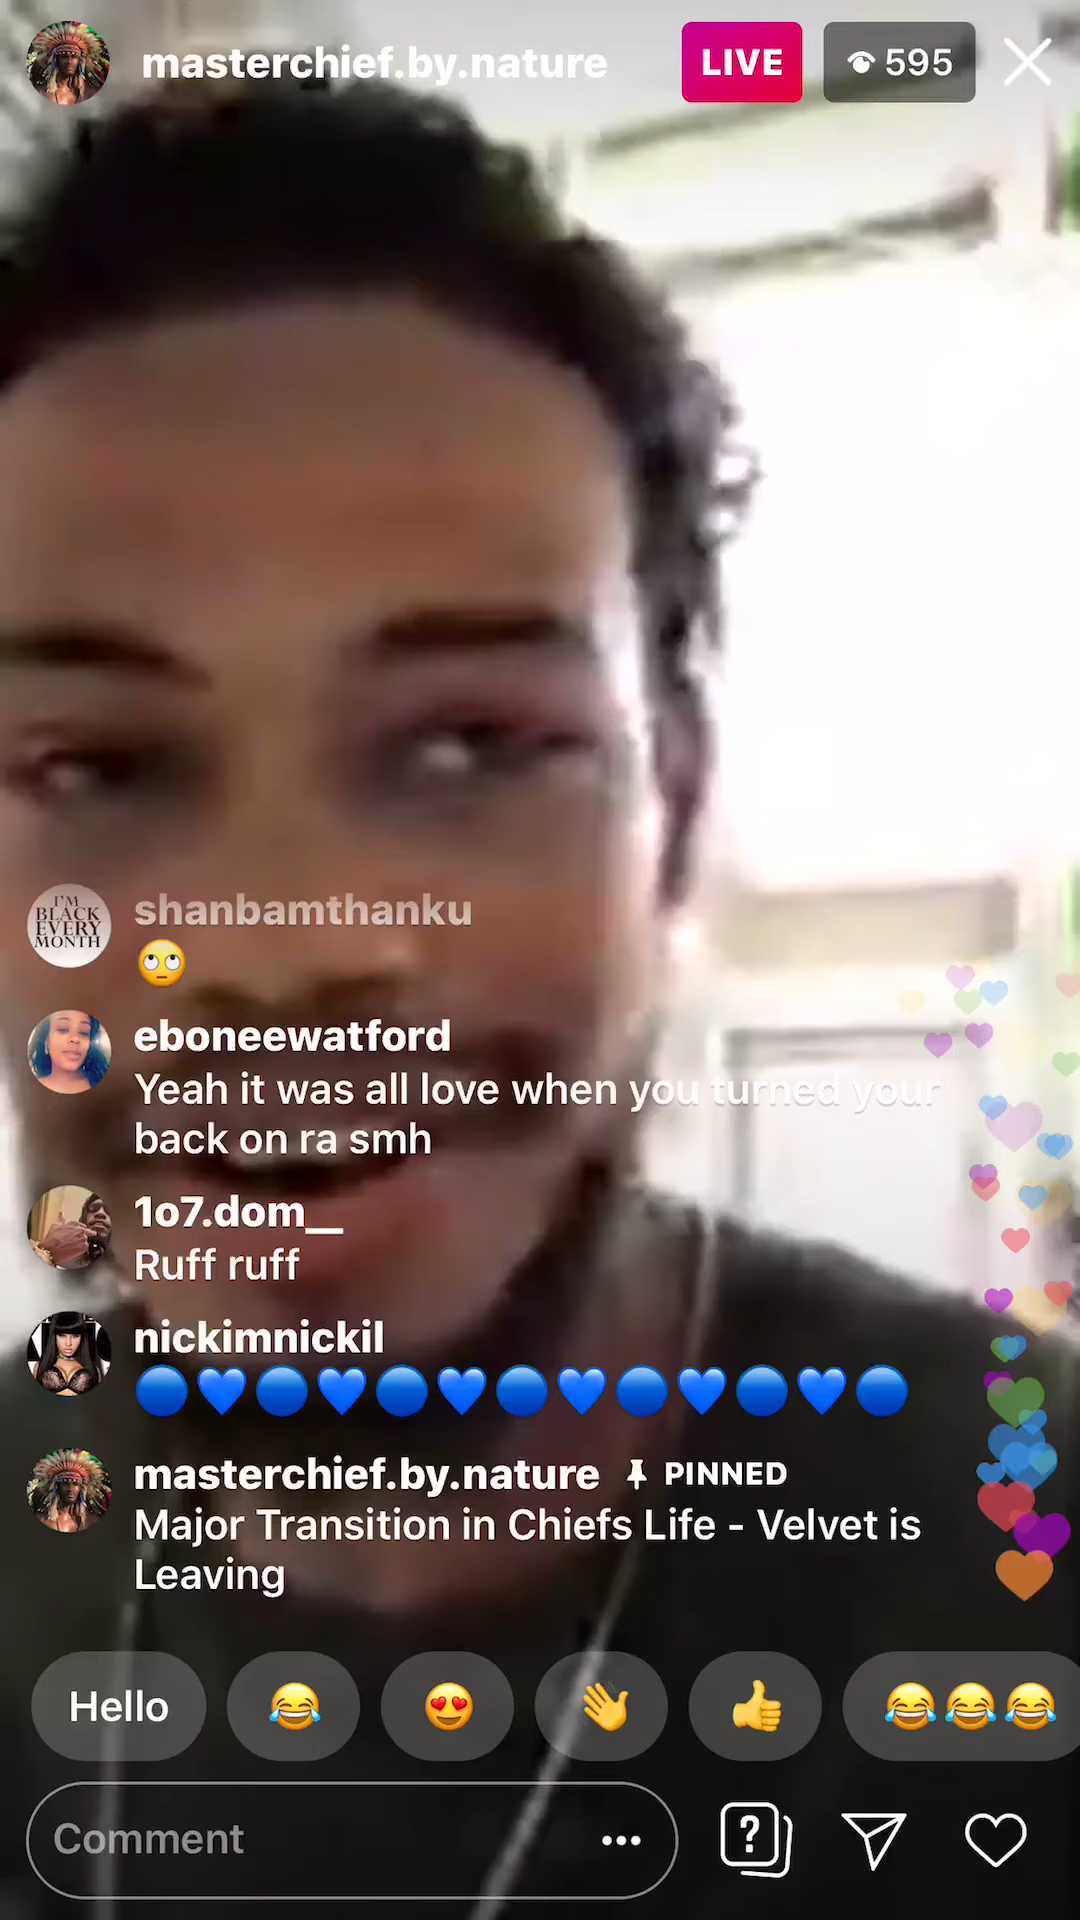 masterchief.by.nature
LIVE
595
I'M
BLACK
EVERY
MONTH
shanbamthanku
🙄
eboneewatford
Yeah it was all love when you turned your
back on ra smh
1o7.dom__
Ruff ruff
nickimnickil
🔵💙🔵💙🔵💙🔵💙🔵💙🔵💙🔵
masterchief.by.nature PINNED
Major Transition in Chiefs Life - Velvet is
Leaving
Hello 😂 😍 👋 👍 😂😂😂
Comment ... ?